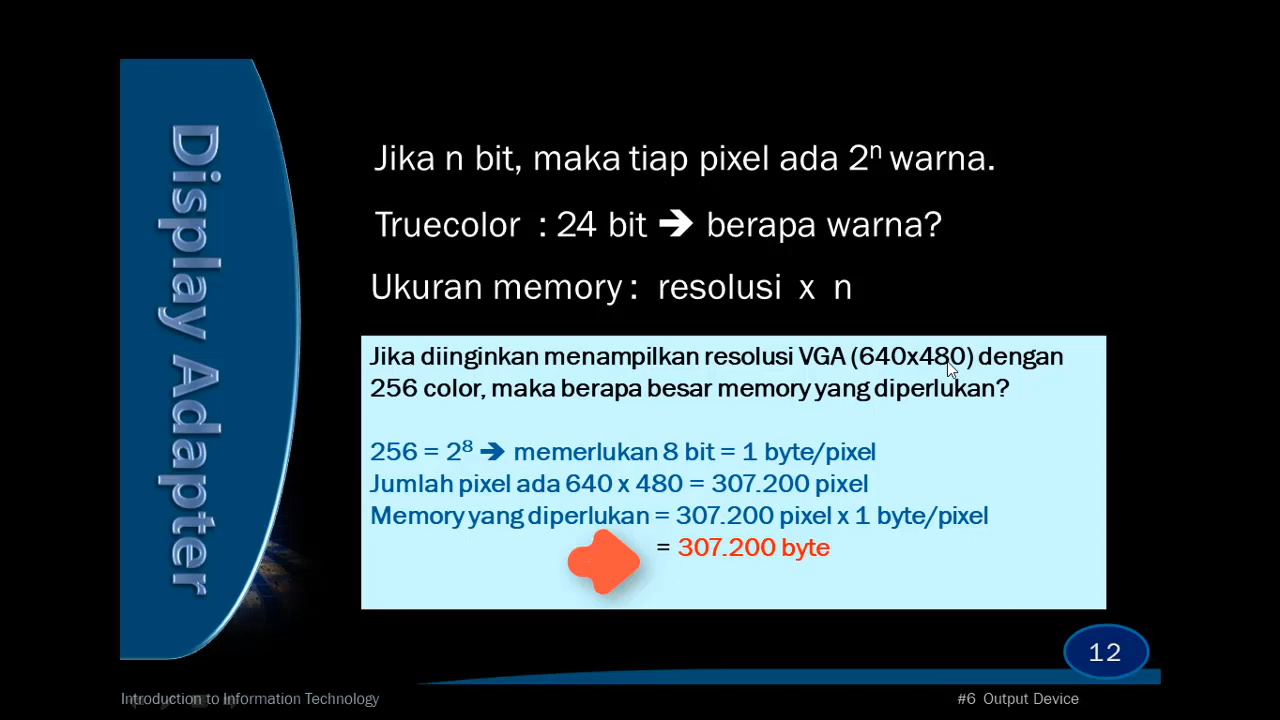 Display Adapter
Jika n bit, maka tiap pixel ada 2ⁿ warna.
Truecolor : 24 bit ➔ berapa warna?
Ukuran memory : resolusi x n
Jika diinginkan menampilkan resolusi VGA (640x480) dengan
256 color, maka berapa besar memory yang diperlukan?
256 = 2⁸ ➔ memerlukan 8 bit = 1 byte/pixel
Jumlah pixel ada 640 x 480 = 307.200 pixel
Memory yang diperlukan = 307.200 pixel x 1 byte/pixel
= 307.200 byte
12
Introduction to Information Technology
#6 Output Device